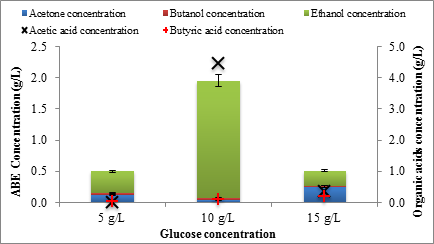 Acetone concentration Butanol concentration Ethanol concentration
Acetic acid concentration Butyric acid concentration
ABE Concentration (g/L)
2.5
2.0
1.5
1.0
0.5
0.0
5.0
4.0
3.0
2.0
1.0
0.0
Organic acids concentration (g/L)
5 g/L 10 g/L 15 g/L
Glucose concentration